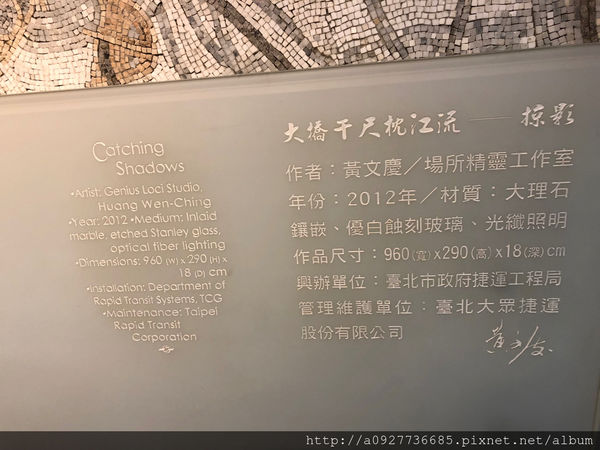 Catching
Shadows
•Artist: Genius Loci Studio,
Huang Wen-Ching
•Year: 2012 •Medium: Inlaid
marble, etched Stanley glass,
optical fiber lighting
•Dimensions: 960 (W) x 290 (H) x
18 (D) cm
•Installation: Department of
Rapid Transit Systems, TCG
•Maintenance: Taipei
Rapid Transit
Corporation
大橋千尺枕江流——掠影
作者：黃文慶／場所精靈工作室
年份：2012年／材質：大理石
鑲嵌、優白蝕刻玻璃、光纖照明
作品尺寸：960(寬)x290(高)x18(深)cm
興辦單位：臺北市政府捷運工程局
管理維護單位：臺北大眾捷運
股份有限公司
http://a0927736685.pixnet.net/album